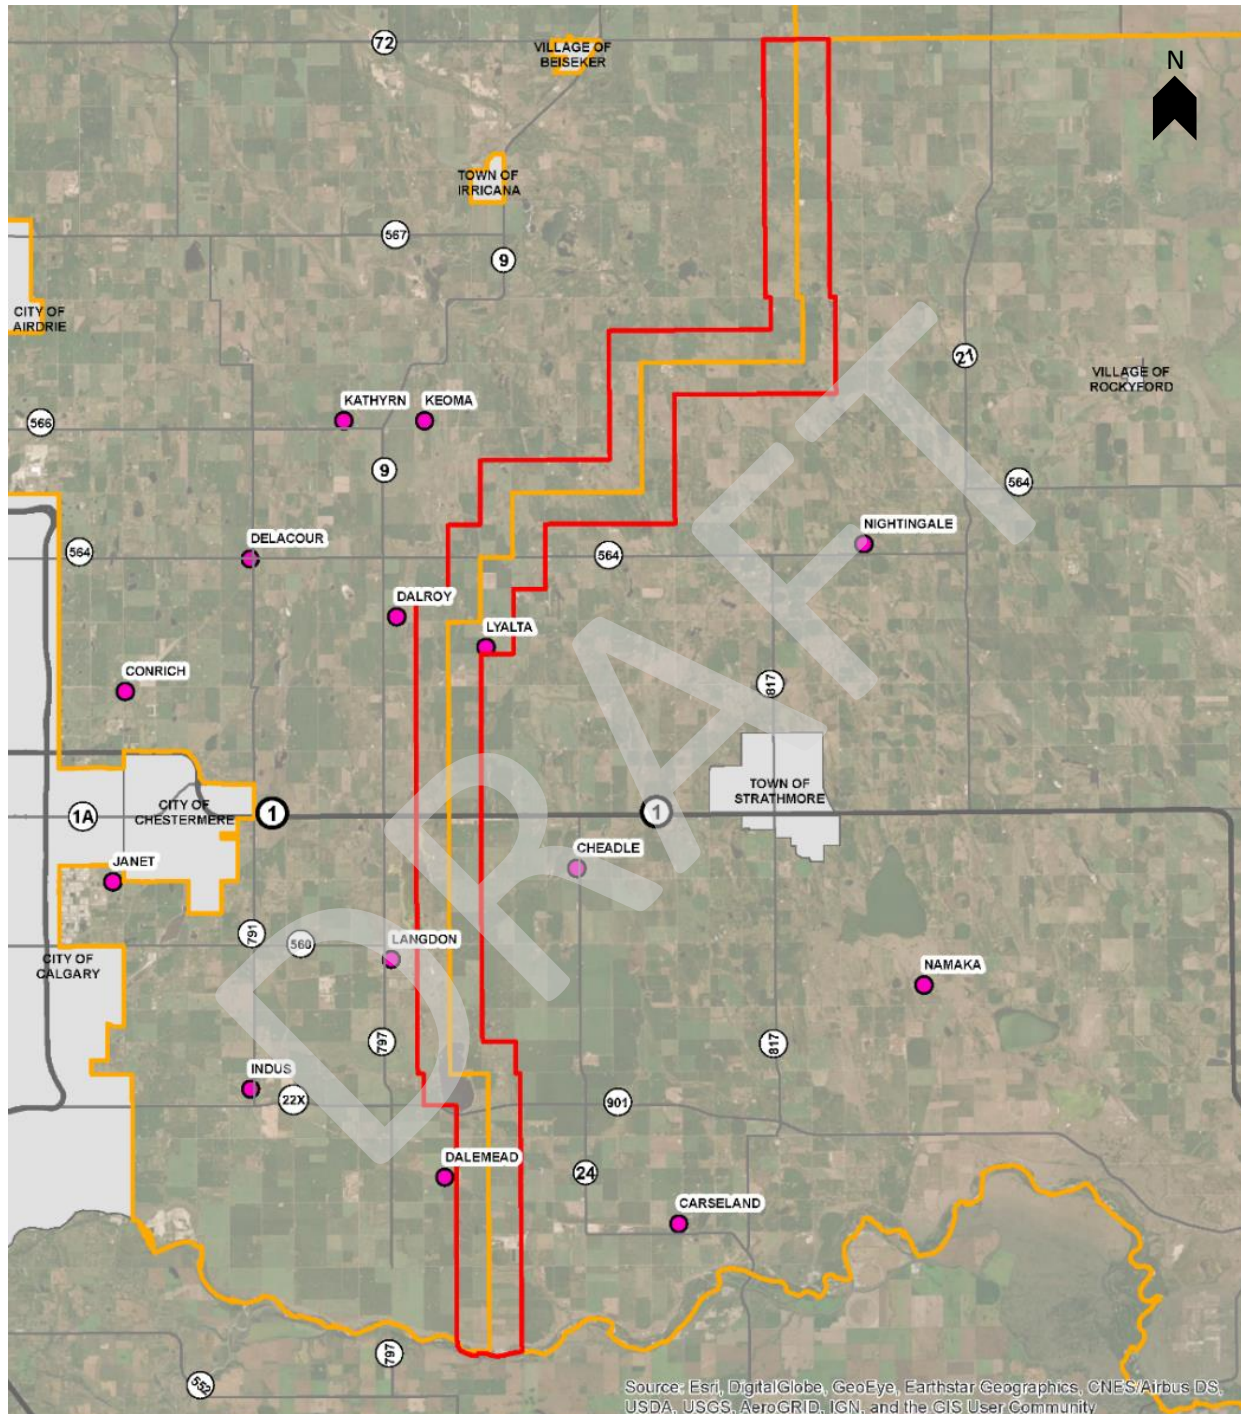 72
VILLAGE OF
BEISEKER
N
TOWN OF
IRRICANA
567
9
CITY OF
AIRDRIE
21
VILLAGE OF
ROCKYFORD
KATHYRN
KEOMA
566
9
564
NIGHTINGALE
DELACOUR
564
564
DALROY
LYALTA
CONRICH
817
TOWN OF
STRATHMORE
CITY OF
CHESTERMERE
1A
1
1
JANET
CHEADLE
791
560
LANGDON
CITY OF
CALGARY
NAMAKA
797
817
INDUS
22X
901
DALEMEAD
24
CARSELAND
797
552
DRAFT
Source: Esri, DigitalGlobe, GeoEye, Earthstar Geographics, CNES/Airbus DS,
USDA, USGS, AeroGRID, IGN, and the GIS User Community